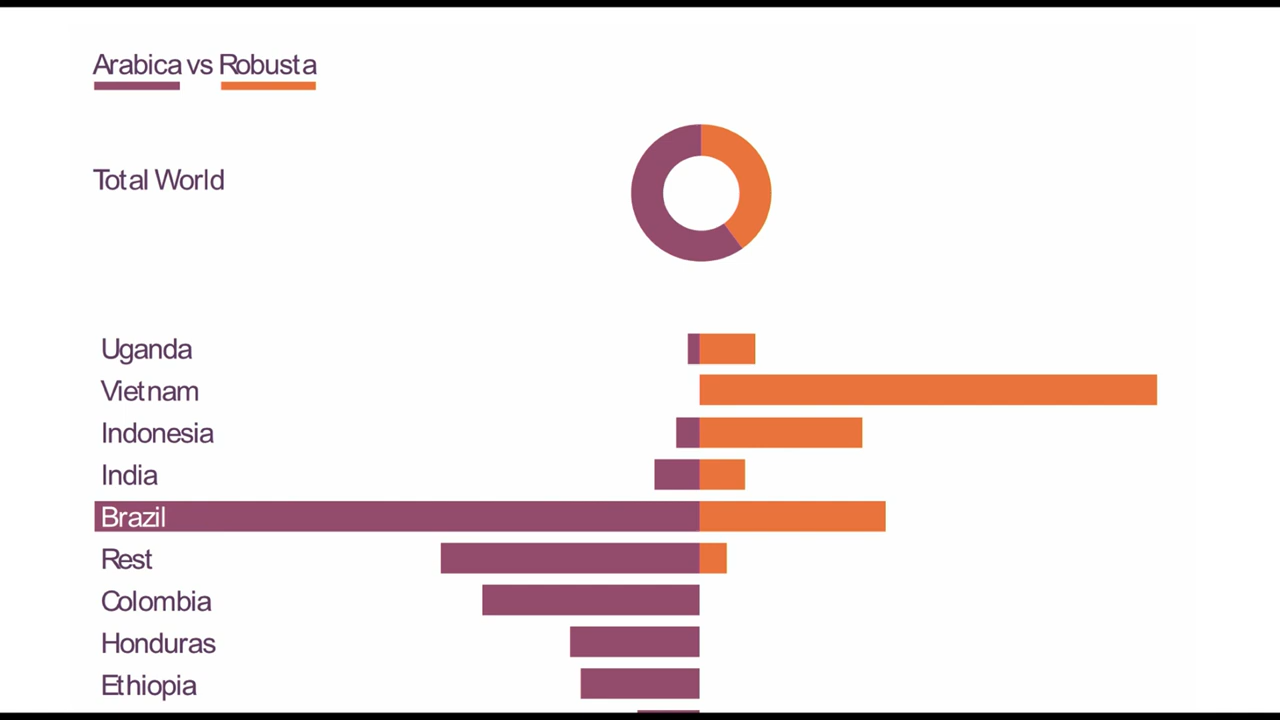 Arabica vs Robusta
Total World
Uganda
Vietnam
Indonesia
India
Brazil
Rest
Colombia
Honduras
Ethiopia